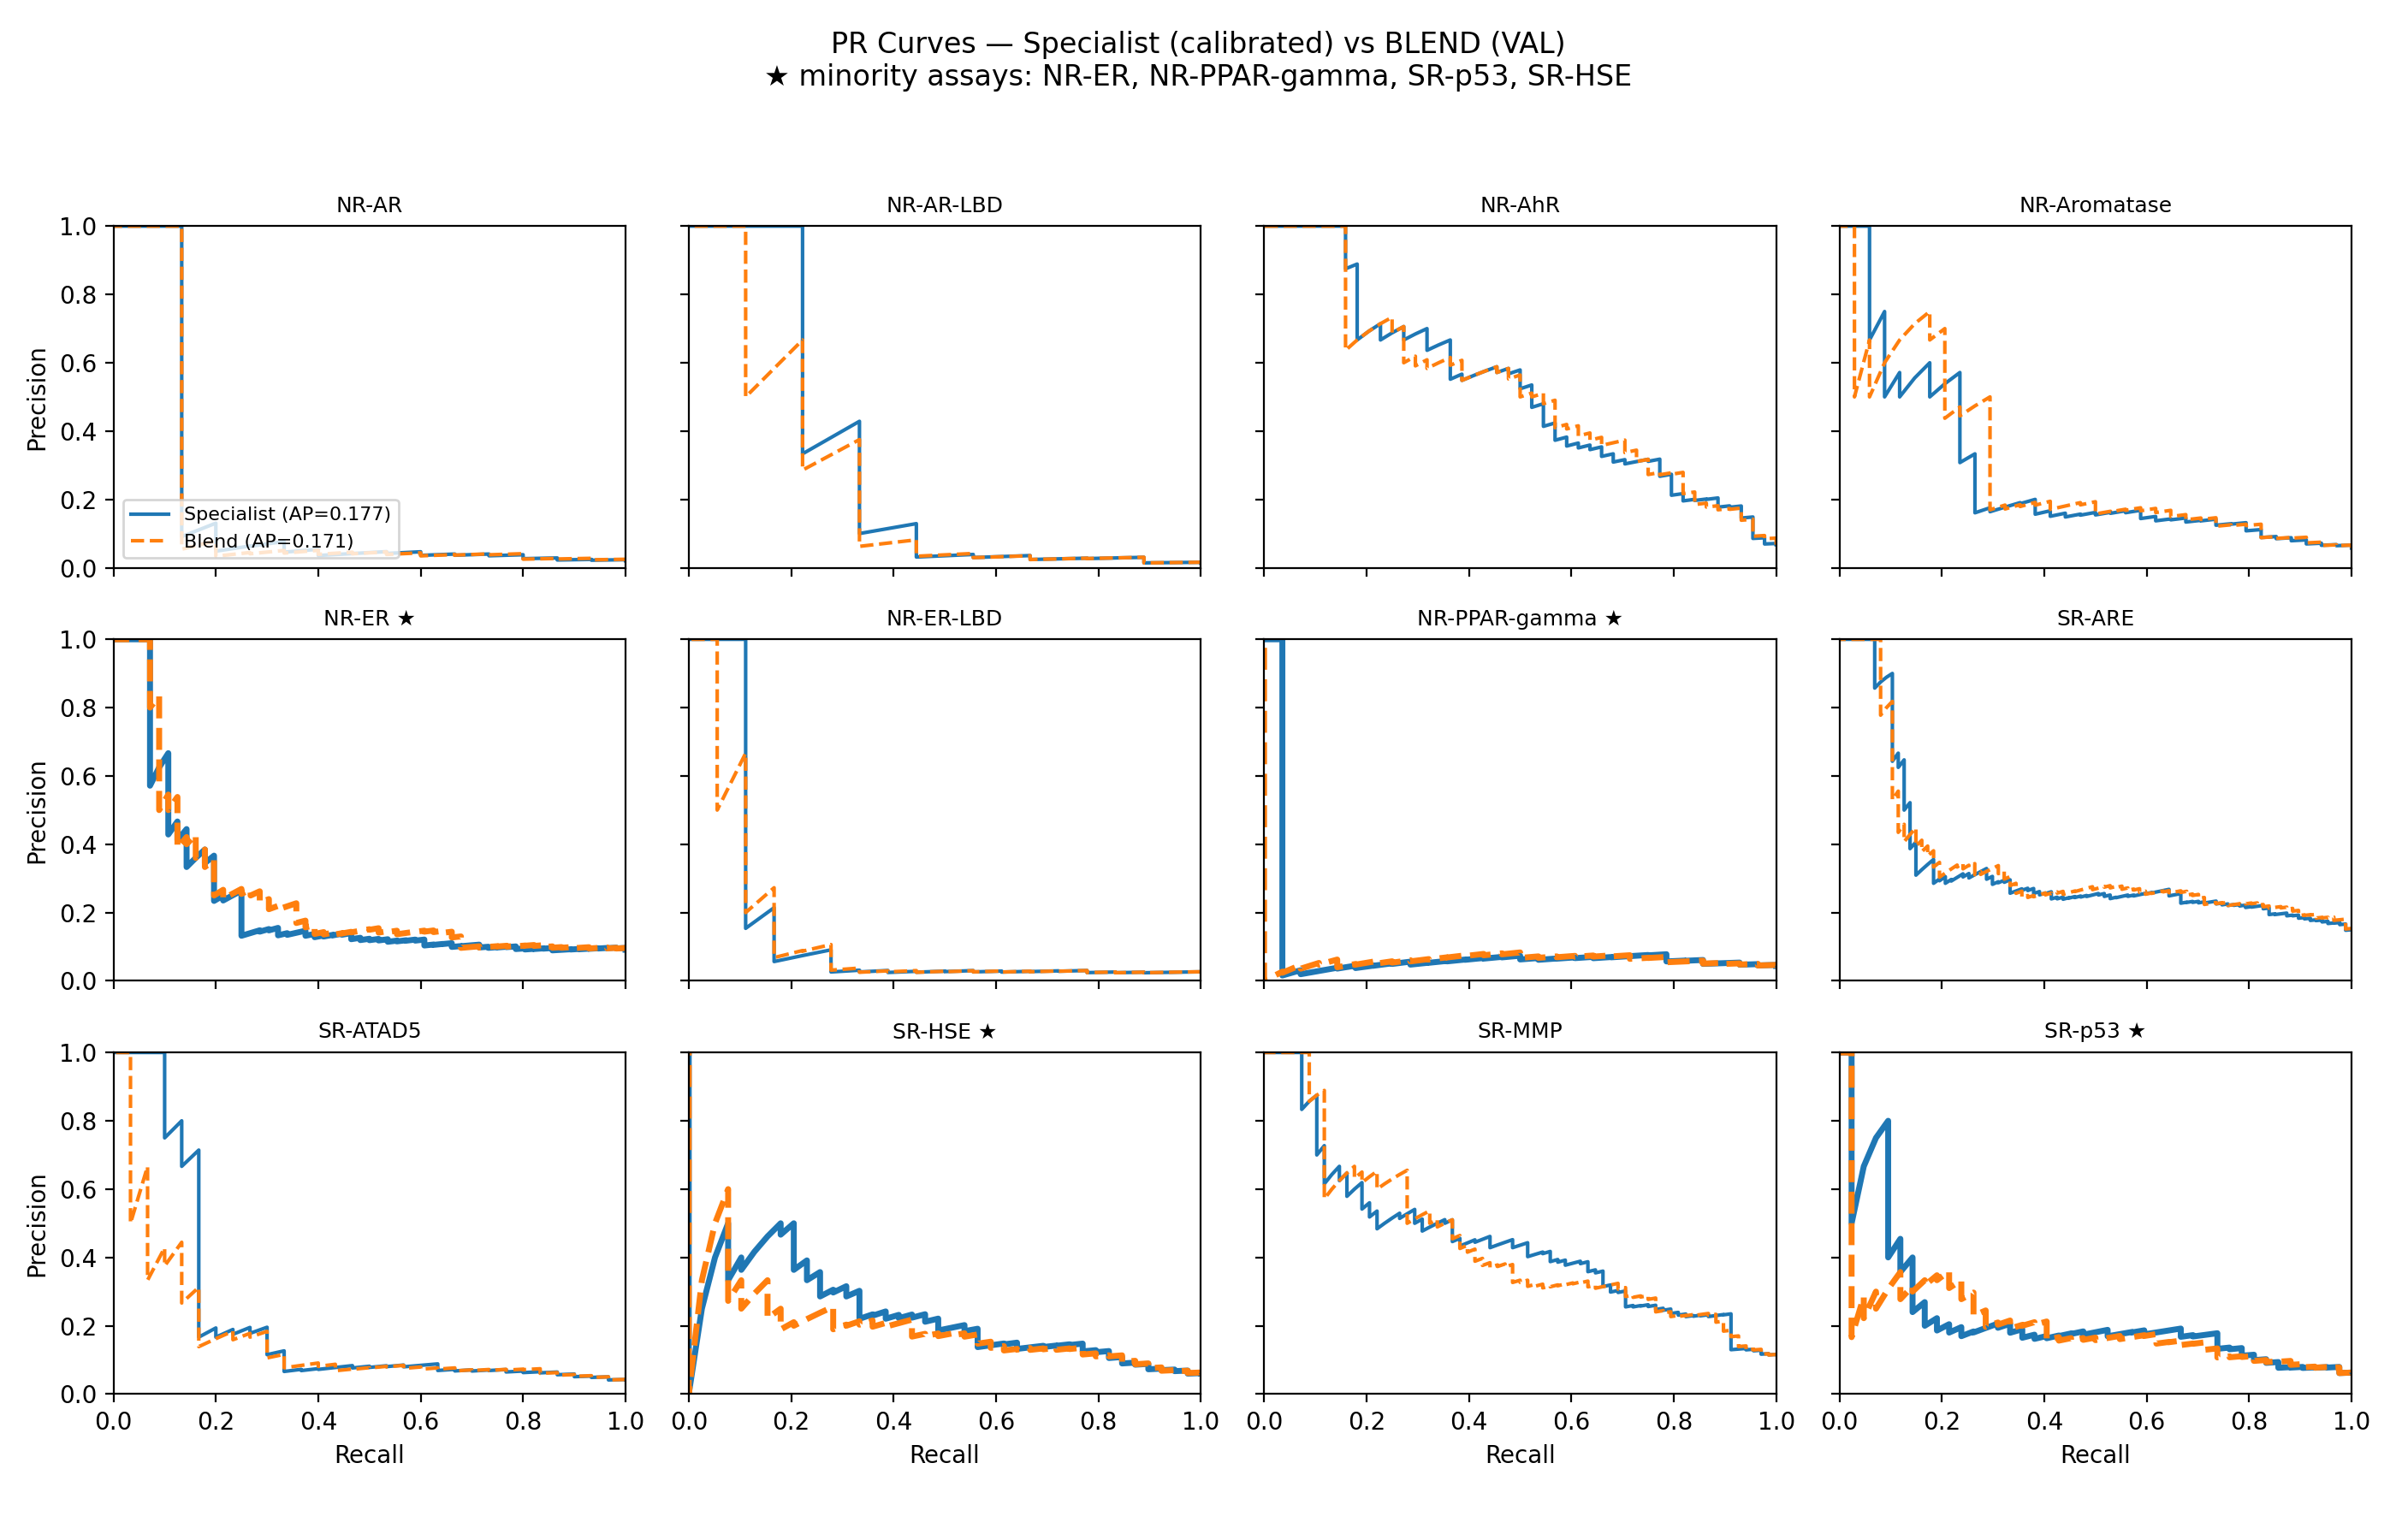 PR Curves — Specialist (calibrated) vs BLEND (VAL)
★ minority assays: NR-ER, NR-PPAR-gamma, SR-p53, SR-HSE
NR-AR
NR-AR-LBD
NR-AhR
NR-Aromatase
1.0
0.8
0.6
0.4
0.2
0.0
Precision
Specialist (AP=0.177)
Blend (AP=0.171)
NR-ER ★
NR-ER-LBD
NR-PPAR-gamma ★
SR-ARE
1.0
0.8
0.6
0.4
0.2
0.0
Precision
SR-ATAD5
SR-HSE ★
SR-MMP
SR-p53 ★
1.0
0.8
0.6
0.4
0.2
0.0
Precision
0.0 0.2 0.4 0.6 0.8 1.0
0.0 0.2 0.4 0.6 0.8 1.0
0.0 0.2 0.4 0.6 0.8 1.0
0.0 0.2 0.4 0.6 0.8 1.0
Recall
Recall
Recall
Recall